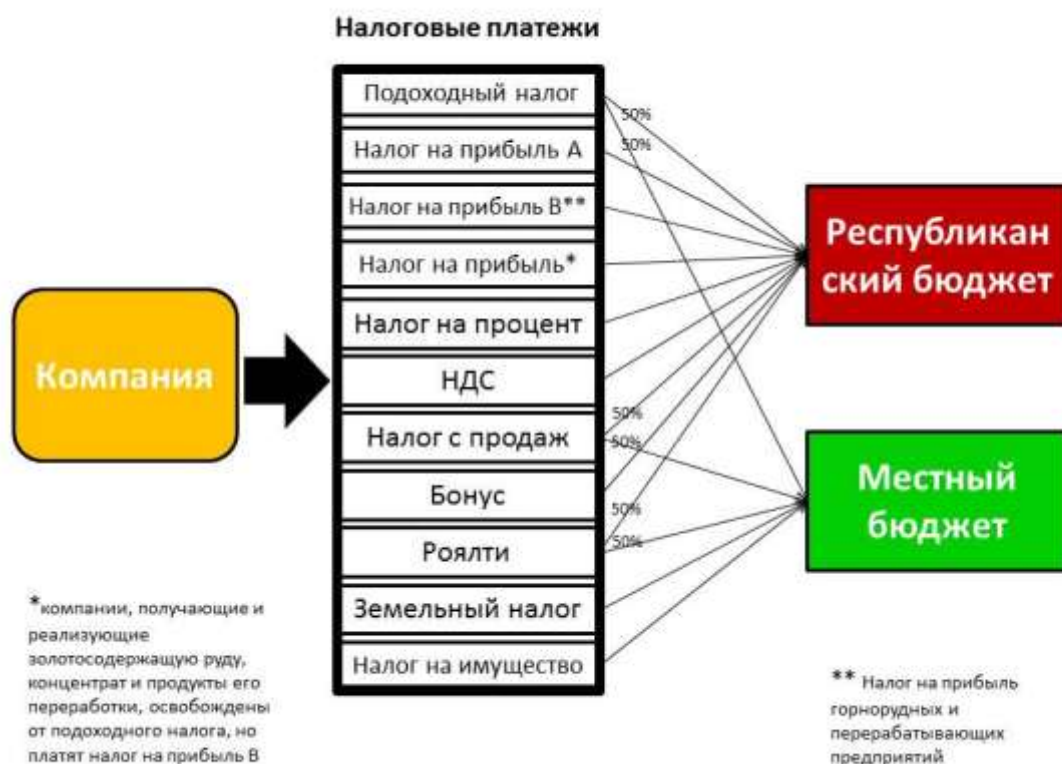 Налоговые платежи
Подоходный налог
Налог на прибыль А
Налог на прибыль В**
Налог на прибыль*
Налог на процент
НДС
Налог с продаж
Бонус
Роялти
Земельный налог
Налог на имущество
Компания
50%
50%
50%
50%
50%
50%
Республикан
ский бюджет
Местный
бюджет
*компании, получающие и
реализующие
золотосодержащую руду,
концентрат и продукты его
переработки, освобождены
от подоходного налога, но
платят налог на прибыль В
** Налог на прибыль
горнорудных и
перерабатывающих
предприятий